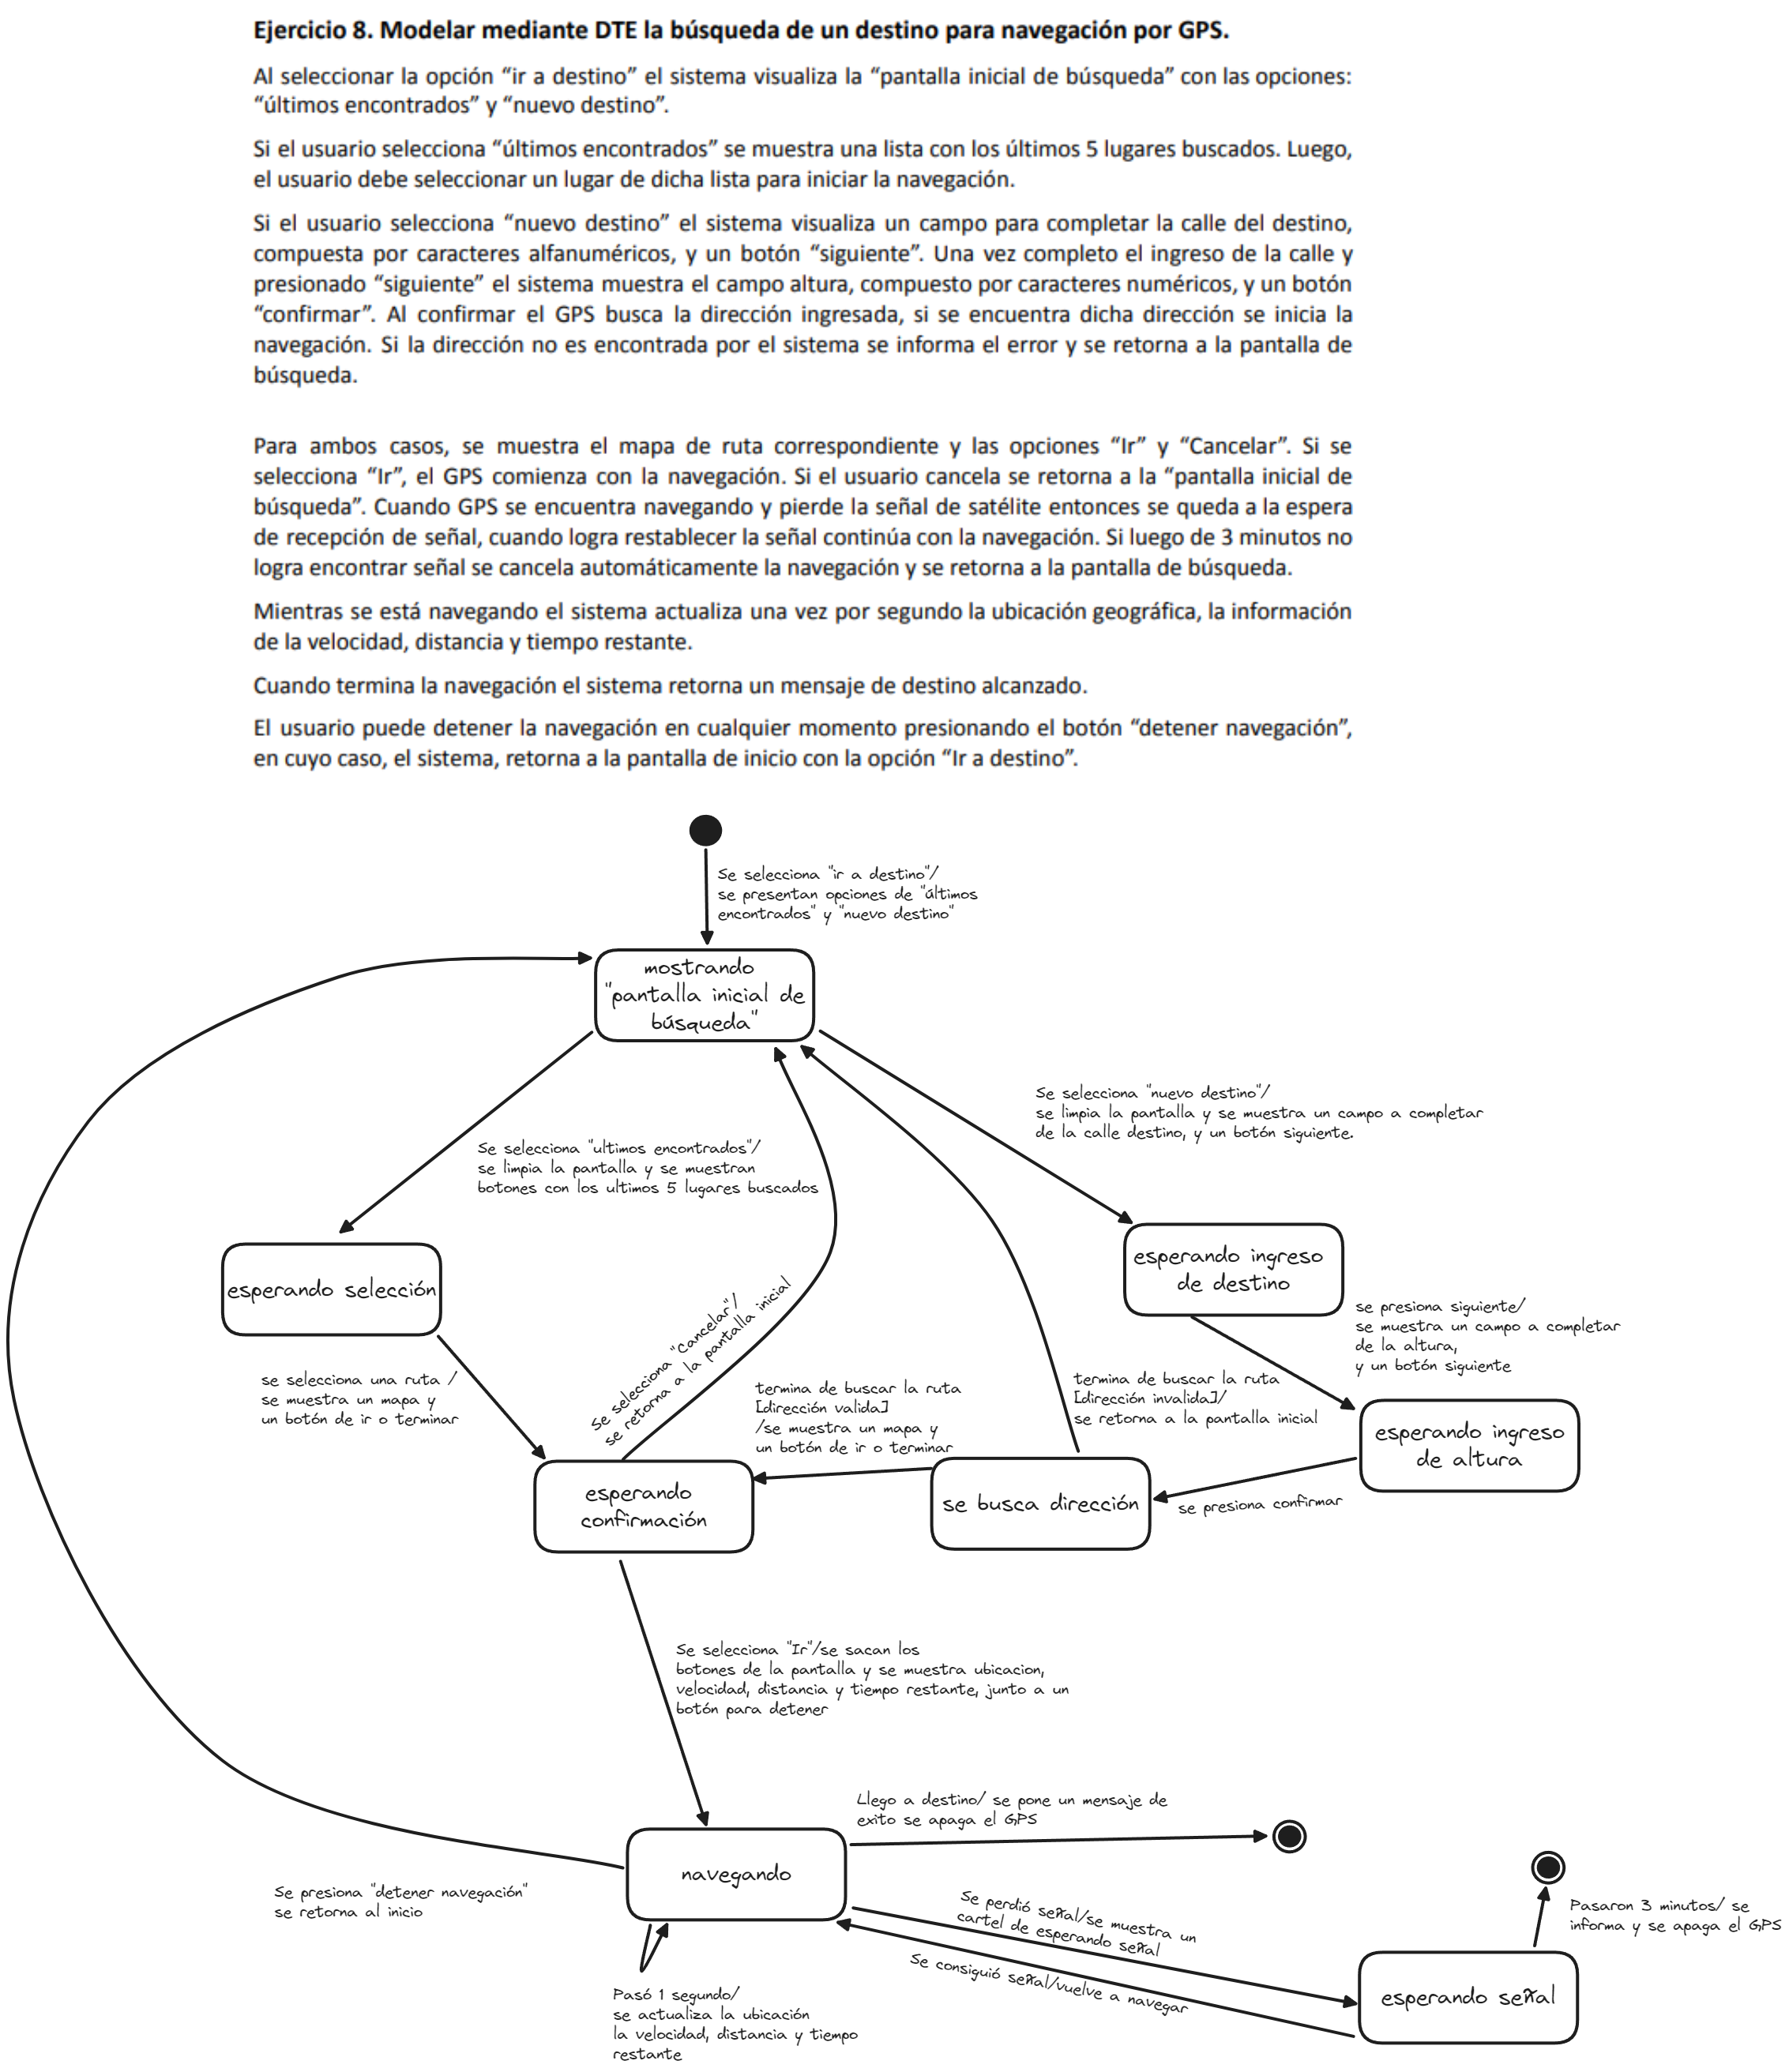 Ejercicio 8. Modelar mediante DTE la búsqueda de un destino para navegación por GPS.
Al seleccionar la opción “ir a destino” el sistema visualiza la “pantalla inicial de búsqueda” con las opciones:
“últimos encontrados” y “nuevo destino”.
Si el usuario selecciona “últimos encontrados” se muestra una lista con los últimos 5 lugares buscados. Luego,
el usuario debe seleccionar un lugar de dicha lista para iniciar la navegación.
Si el usuario selecciona “nuevo destino” el sistema visualiza un campo para completar la calle del destino,
compuesta por caracteres alfanuméricos, y un botón “siguiente”. Una vez completo el ingreso de la calle y
presionado “siguiente” el sistema muestra el campo altura, compuesto por caracteres numéricos, y un botón
“confirmar”. Al confirmar el GPS busca la dirección ingresada, si se encuentra dicha dirección se inicia la
navegación. Si la dirección no es encontrada por el sistema se informa el error y se retorna a la pantalla de
búsqueda.
Para ambos casos, se muestra el mapa de ruta correspondiente y las opciones “Ir” y “Cancelar”. Si se
selecciona “Ir”, el GPS comienza con la navegación. Si el usuario cancela se retorna a la “pantalla inicial de
búsqueda”. Cuando GPS se encuentra navegando y pierde la señal de satélite entonces se queda a la espera
de recepción de señal, cuando logra restablecer la señal continúa con la navegación. Si luego de 3 minutos no
logra encontrar señal se cancela automáticamente la navegación y se retorna a la pantalla de búsqueda.
Mientras se está navegando el sistema actualiza una vez por segundo la ubicación geográfica, la información
de la velocidad, distancia y tiempo restante.
Cuando termina la navegación el sistema retorna un mensaje de destino alcanzado.
El usuario puede detener la navegación en cualquier momento presionando el botón “detener navegación”,
en cuyo caso, el sistema, retorna a la pantalla de inicio con la opción “Ir a destino”.
Se selecciona "ir a destino"/
se presentan opciones de "últimos
encontrados" y "nuevo destino"
mostrando
"pantalla inicial de
búsqueda"
Se selecciona "nuevo destino"/
se limpia la pantalla y se muestra un campo a completar
de la calle destino, y un botón siguiente.
Se selecciona "ultimos encontrados"/
se limpia la pantalla y se muestran
botones con los ultimos 5 lugares buscados
esperando selección
esperando ingreso
de destino
se presiona siguiente/
se muestra un campo a completar
de la altura,
y un botón siguiente
Se selecciona "Cancelar"/
se retorna a la pantalla inicial
se selecciona una ruta /
se muestra un mapa y
un botón de ir o terminar
termina de buscar la ruta
[dirección valida]
/se muestra un mapa y
un botón de ir o terminar
termina de buscar la ruta
[dirección invalida]/
se retorna a la pantalla inicial
esperando ingreso
de altura
esperando
confirmación
se busca dirección
se presiona confirmar
Se selecciona "Ir"/se sacan los
botones de la pantalla y se muestra ubicacion,
velocidad, distancia y tiempo restante, junto a un
botón para detener
Llego a destino/ se pone un mensaje de
exito se apaga el GPS
navegando
Se presiona "detener navegación"
se retorna al inicio
Se perdió señal/se muestra un
cartel de esperando señal
Se consiguió señal/vuelve a navegar
Pasaron 3 minutos/ se
informa y se apaga el GPS
esperando señal
Pasó 1 segundo/
se actualiza la ubicación
la velocidad, distancia y tiempo
restante